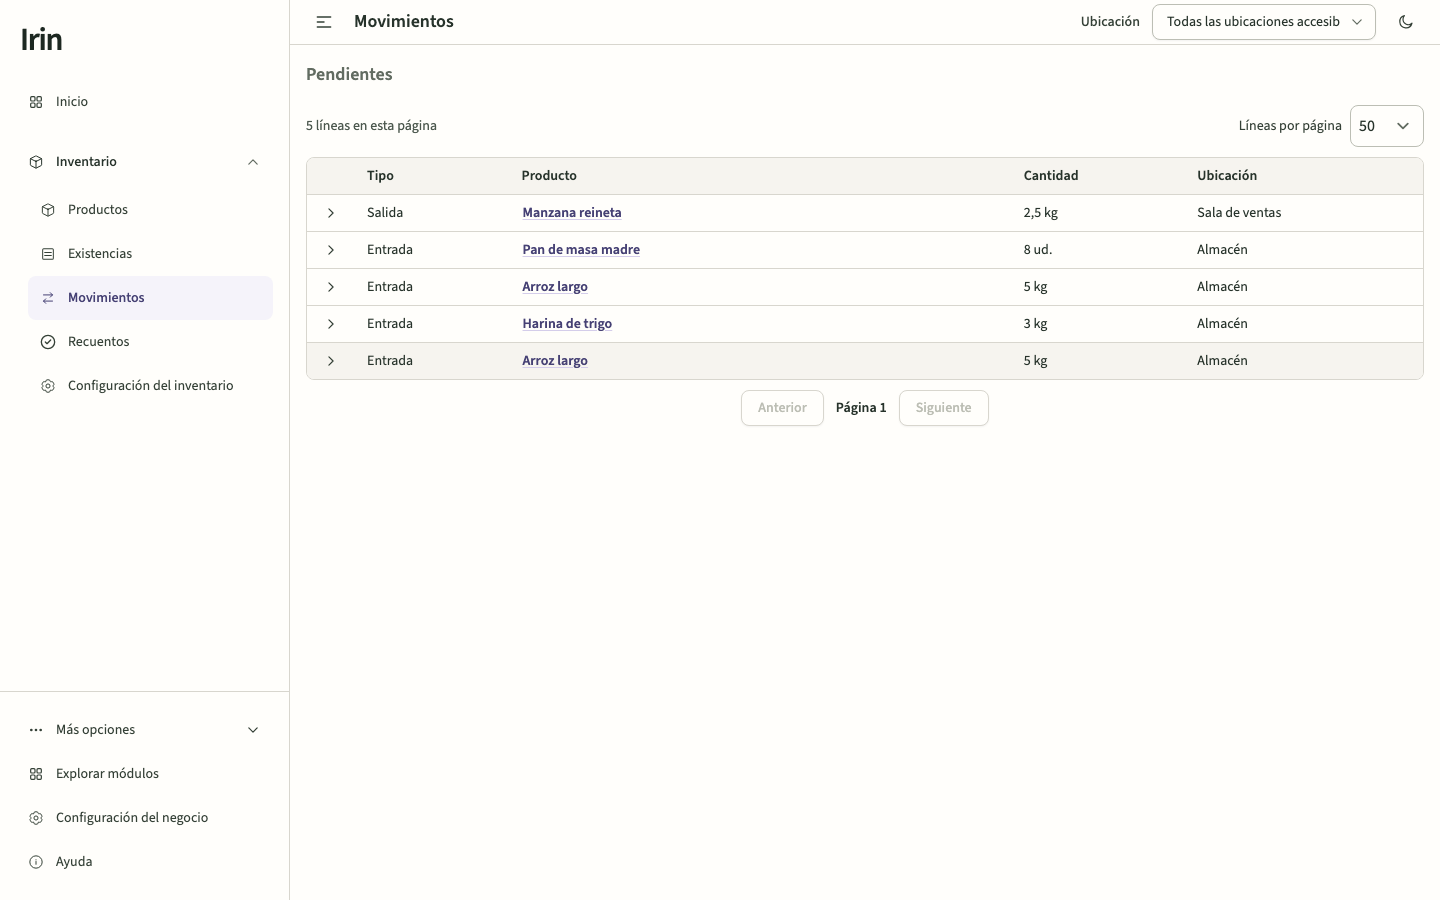 Irin
Inicio
Inventario
Productos
Existencias
Movimientos
Recuentos
Configuración del inventario
Más opciones
Explorar módulos
Configuración del negocio
Ayuda
Movimientos
Ubicación Todas las ubicaciones accesib
Pendientes
5 líneas en esta página
Líneas por página 50
Tipo Producto Cantidad Ubicación
Salida Manzana reineta 2,5 kg Sala de ventas
Entrada Pan de masa madre 8 ud. Almacén
Entrada Arroz largo 5 kg Almacén
Entrada Harina de trigo 3 kg Almacén
Entrada Arroz largo 5 kg Almacén
Anterior Página 1 Siguiente